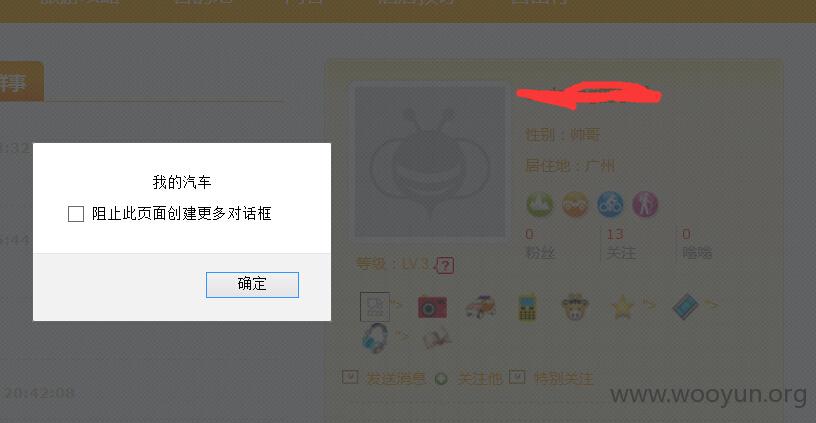 群事
我的汽车
阻止此页面创建更多对话框
确定
性别：帅哥
居住地：广州
0 13 0
粉丝 关注 嗡嗡
等级：LV.3 ?
"> "> ">
">
发送消息 关注他 特别关注
20:42:08
www.wooyun.org